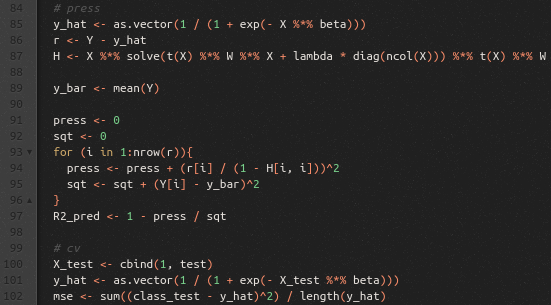 84 # press
85 y_hat <- as.vector(1 / (1 + exp(- X %*% beta)))
86 r <- Y - y_hat
87 H <- X %*% solve(t(X) %*% W %*% X + lambda * diag(ncol(X))) %*% t(X) %*% W
88
89 y_bar <- mean(Y)
90
91 press <- 0
92 sqt <- 0
93 for (i in 1:nrow(r)){
94 press <- press + (r[i] / (1 - H[i, i]))^2
95 sqt <- sqt + (Y[i] - y_bar)^2
96 }
97 R2_pred <- 1 - press / sqt
98
99 # cv
100 X_test <- cbind(1, test)
101 y_hat <- as.vector(1 / (1 + exp(- X_test %*% beta)))
102 mse <- sum((class_test - y_hat)^2) / length(y_hat)